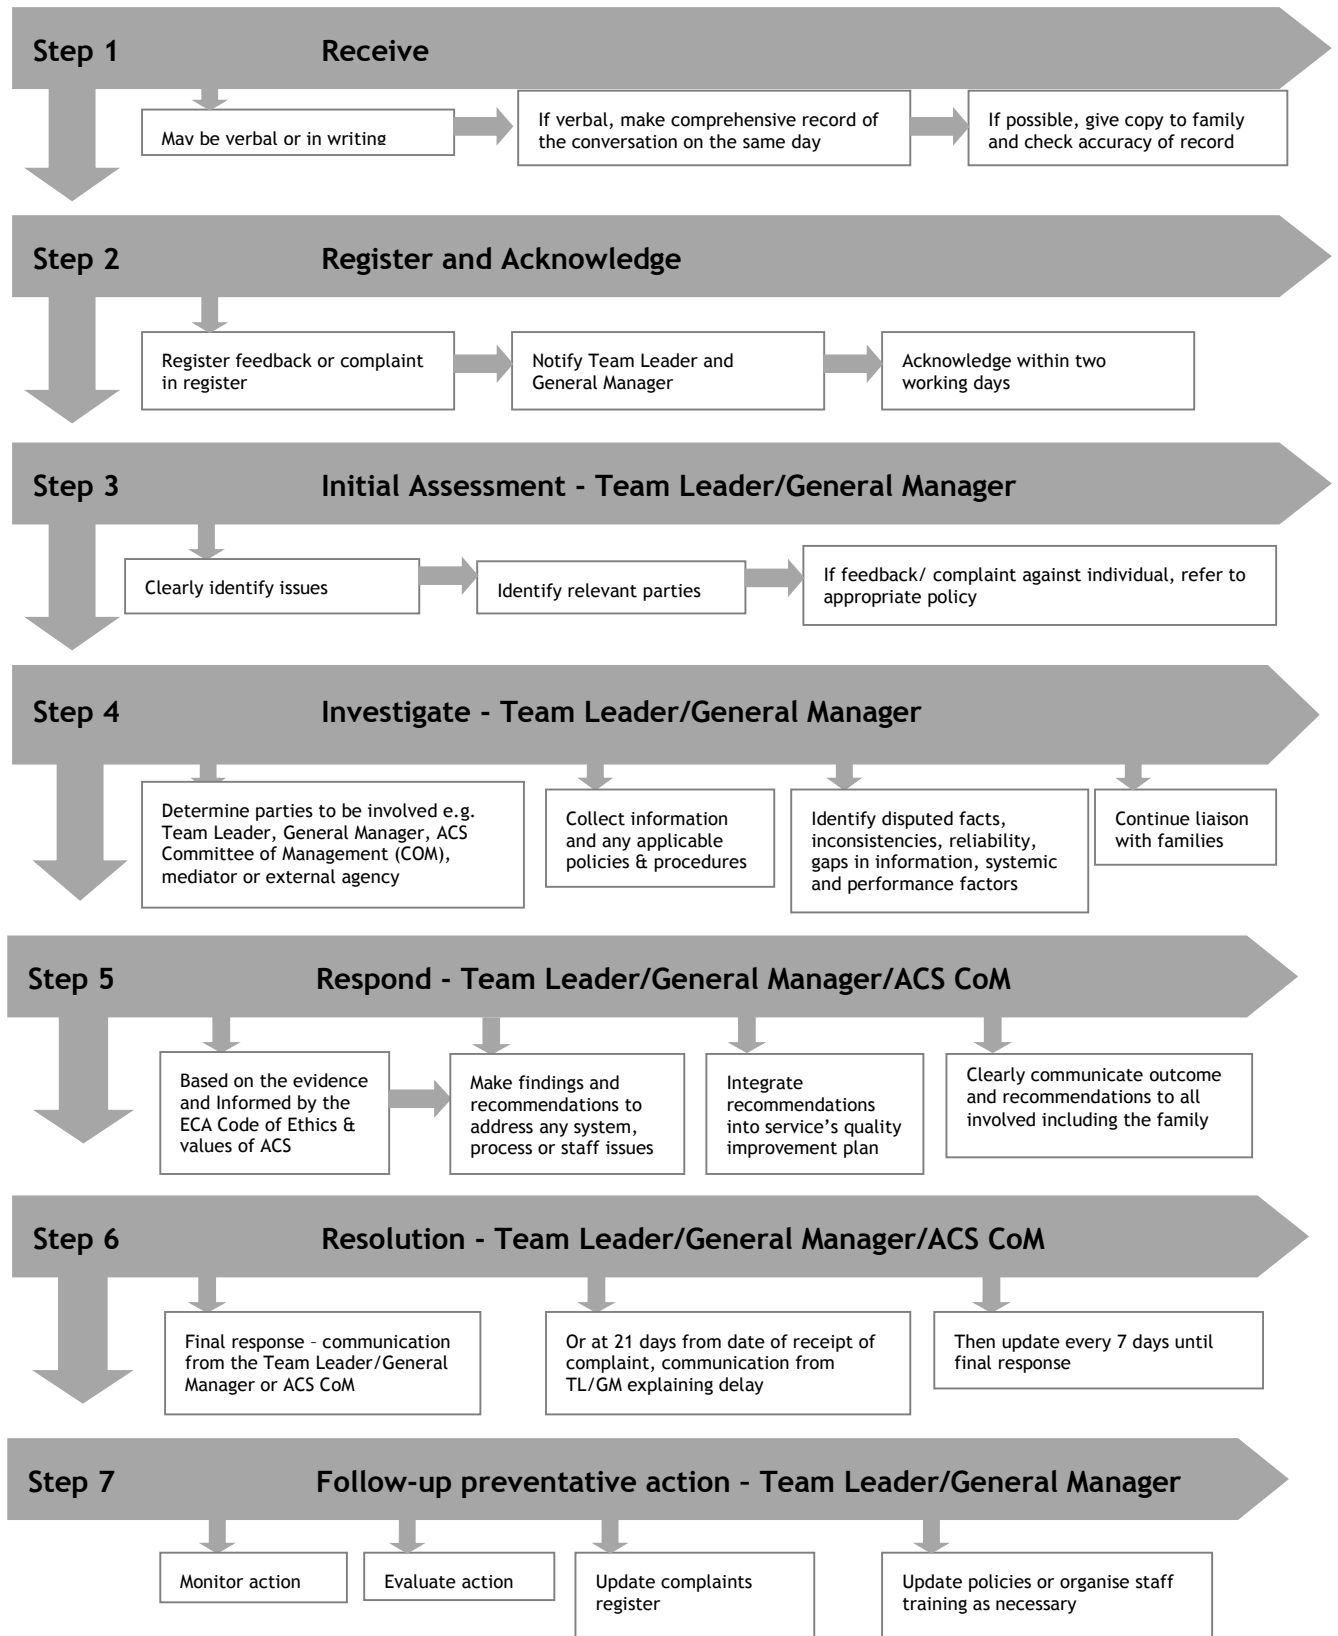 Step 1 Receive
May be verbal or in writing
If verbal, make comprehensive record of
the conversation on the same day
If possible, give copy to family
and check accuracy of record
Step 2 Register and Acknowledge
Register feedback or complaint
in register
Notify Team Leader and
General Manager
Acknowledge within two
working days
Step 3 Initial Assessment - Team Leader/General Manager
Clearly identify issues
Identify relevant parties
If feedback/ complaint against individual, refer to
appropriate policy
Step 4 Investigate - Team Leader/General Manager
Determine parties to be involved e.g.
Team Leader, General Manager, ACS
Committee of Management (COM),
mediator or external agency
Collect information
and any applicable
policies & procedures
Identify disputed facts,
inconsistencies, reliability,
gaps in information, systemic
and performance factors
Continue liaison
with families
Step 5 Respond - Team Leader/General Manager/ACS CoM
Based on the evidence
and Informed by the
ECA Code of Ethics &
values of ACS
Make findings and
recommendations to
address any system,
process or staff issues
Integrate
recommendations
into service’s quality
improvement plan
Clearly communicate outcome
and recommendations to all
involved including the family
Step 6 Resolution - Team Leader/General Manager/ACS CoM
Final response – communication
from the Team Leader/General
Manager or ACS CoM
Or at 21 days from date of receipt of
complaint, communication from
TL/GM explaining delay
Then update every 7 days until
final response
Step 7 Follow-up preventative action – Team Leader/General Manager
Monitor action
Evaluate action
Update complaints
register
Update policies or organise staff
training as necessary